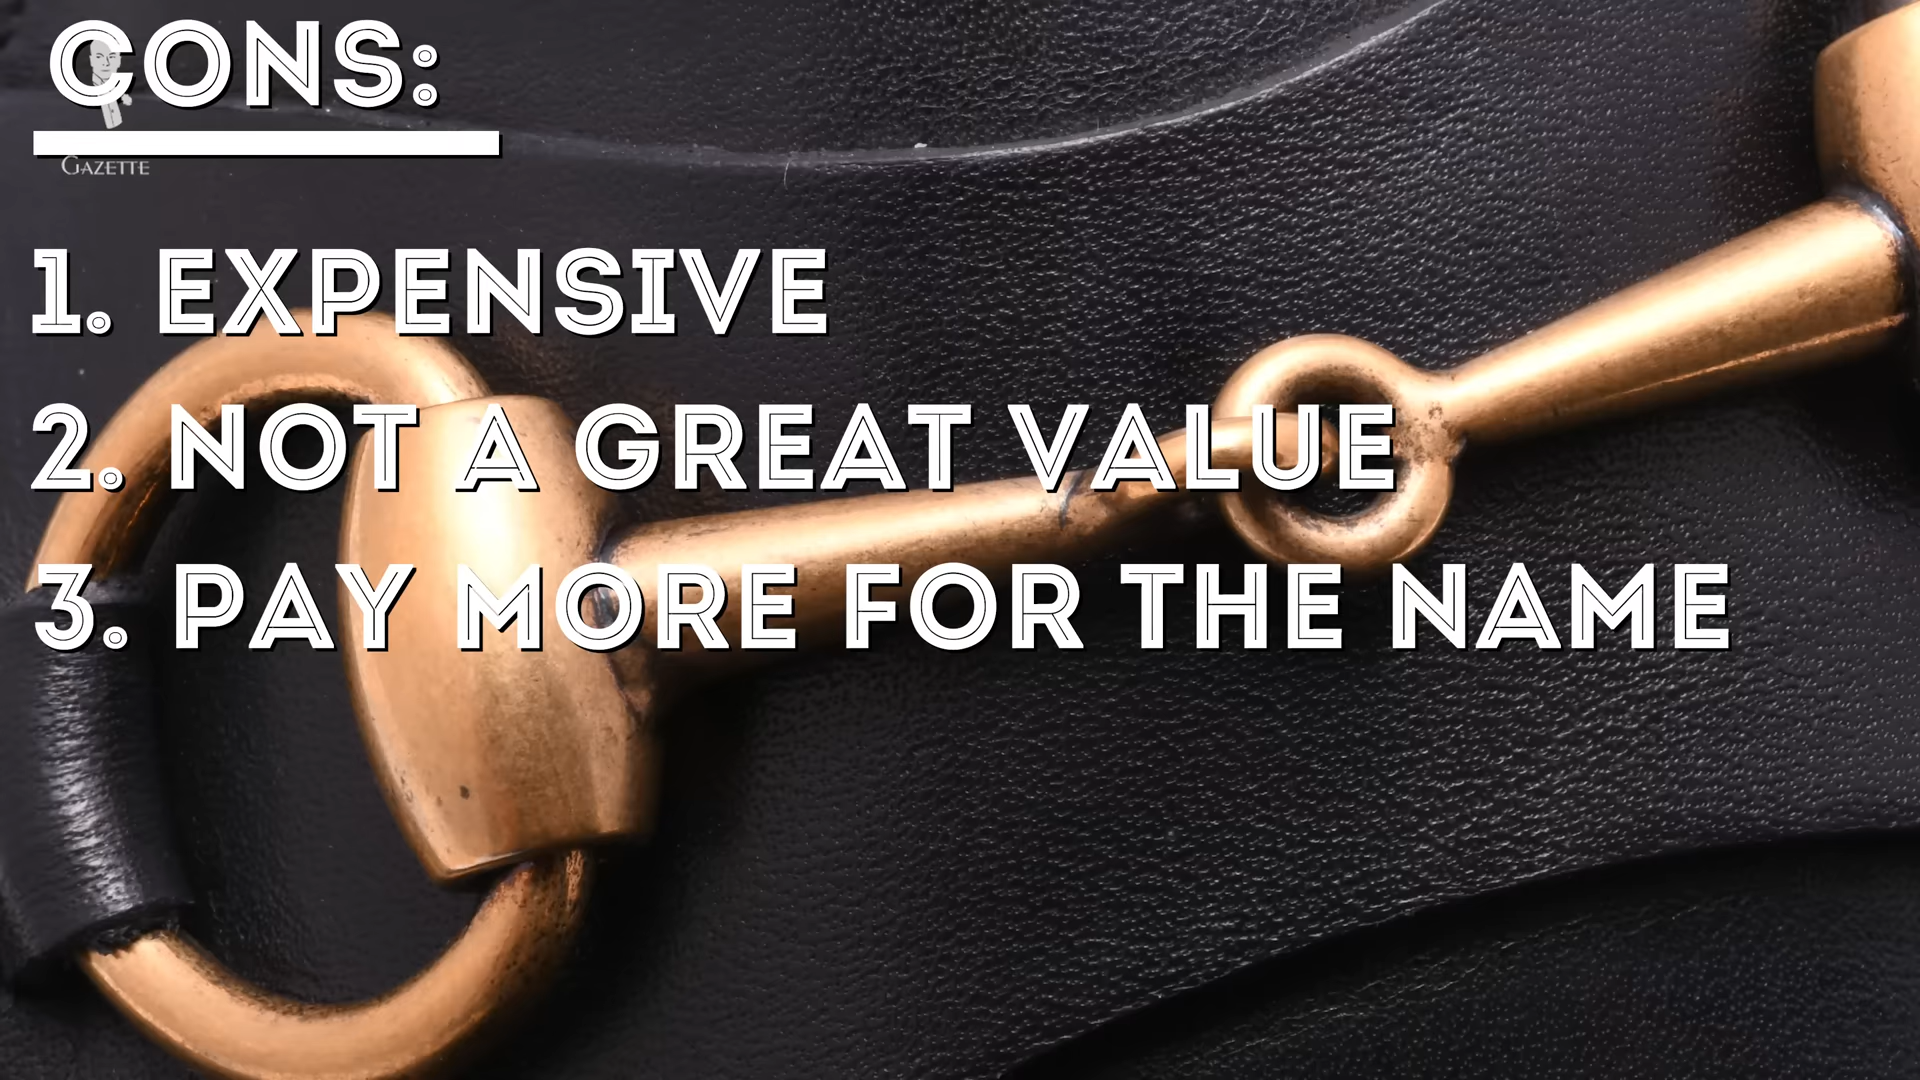 CONS:
GAZETTE
1. EXPENSIVE
2. NOT A GREAT VALUE
3. PAY MORE FOR THE NAME